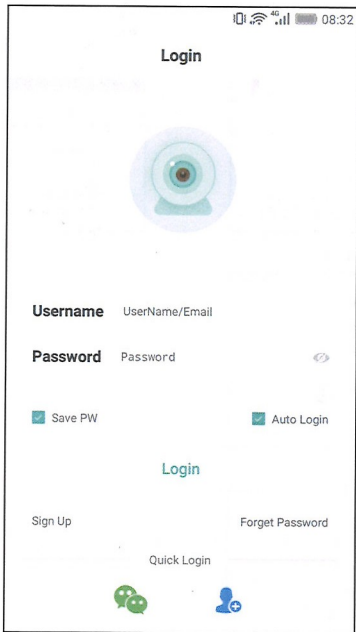 4G 08:32
Login
Username UserName/Email
Password Password
Save PW Auto Login
Login
Sign Up Forget Password
Quick Login